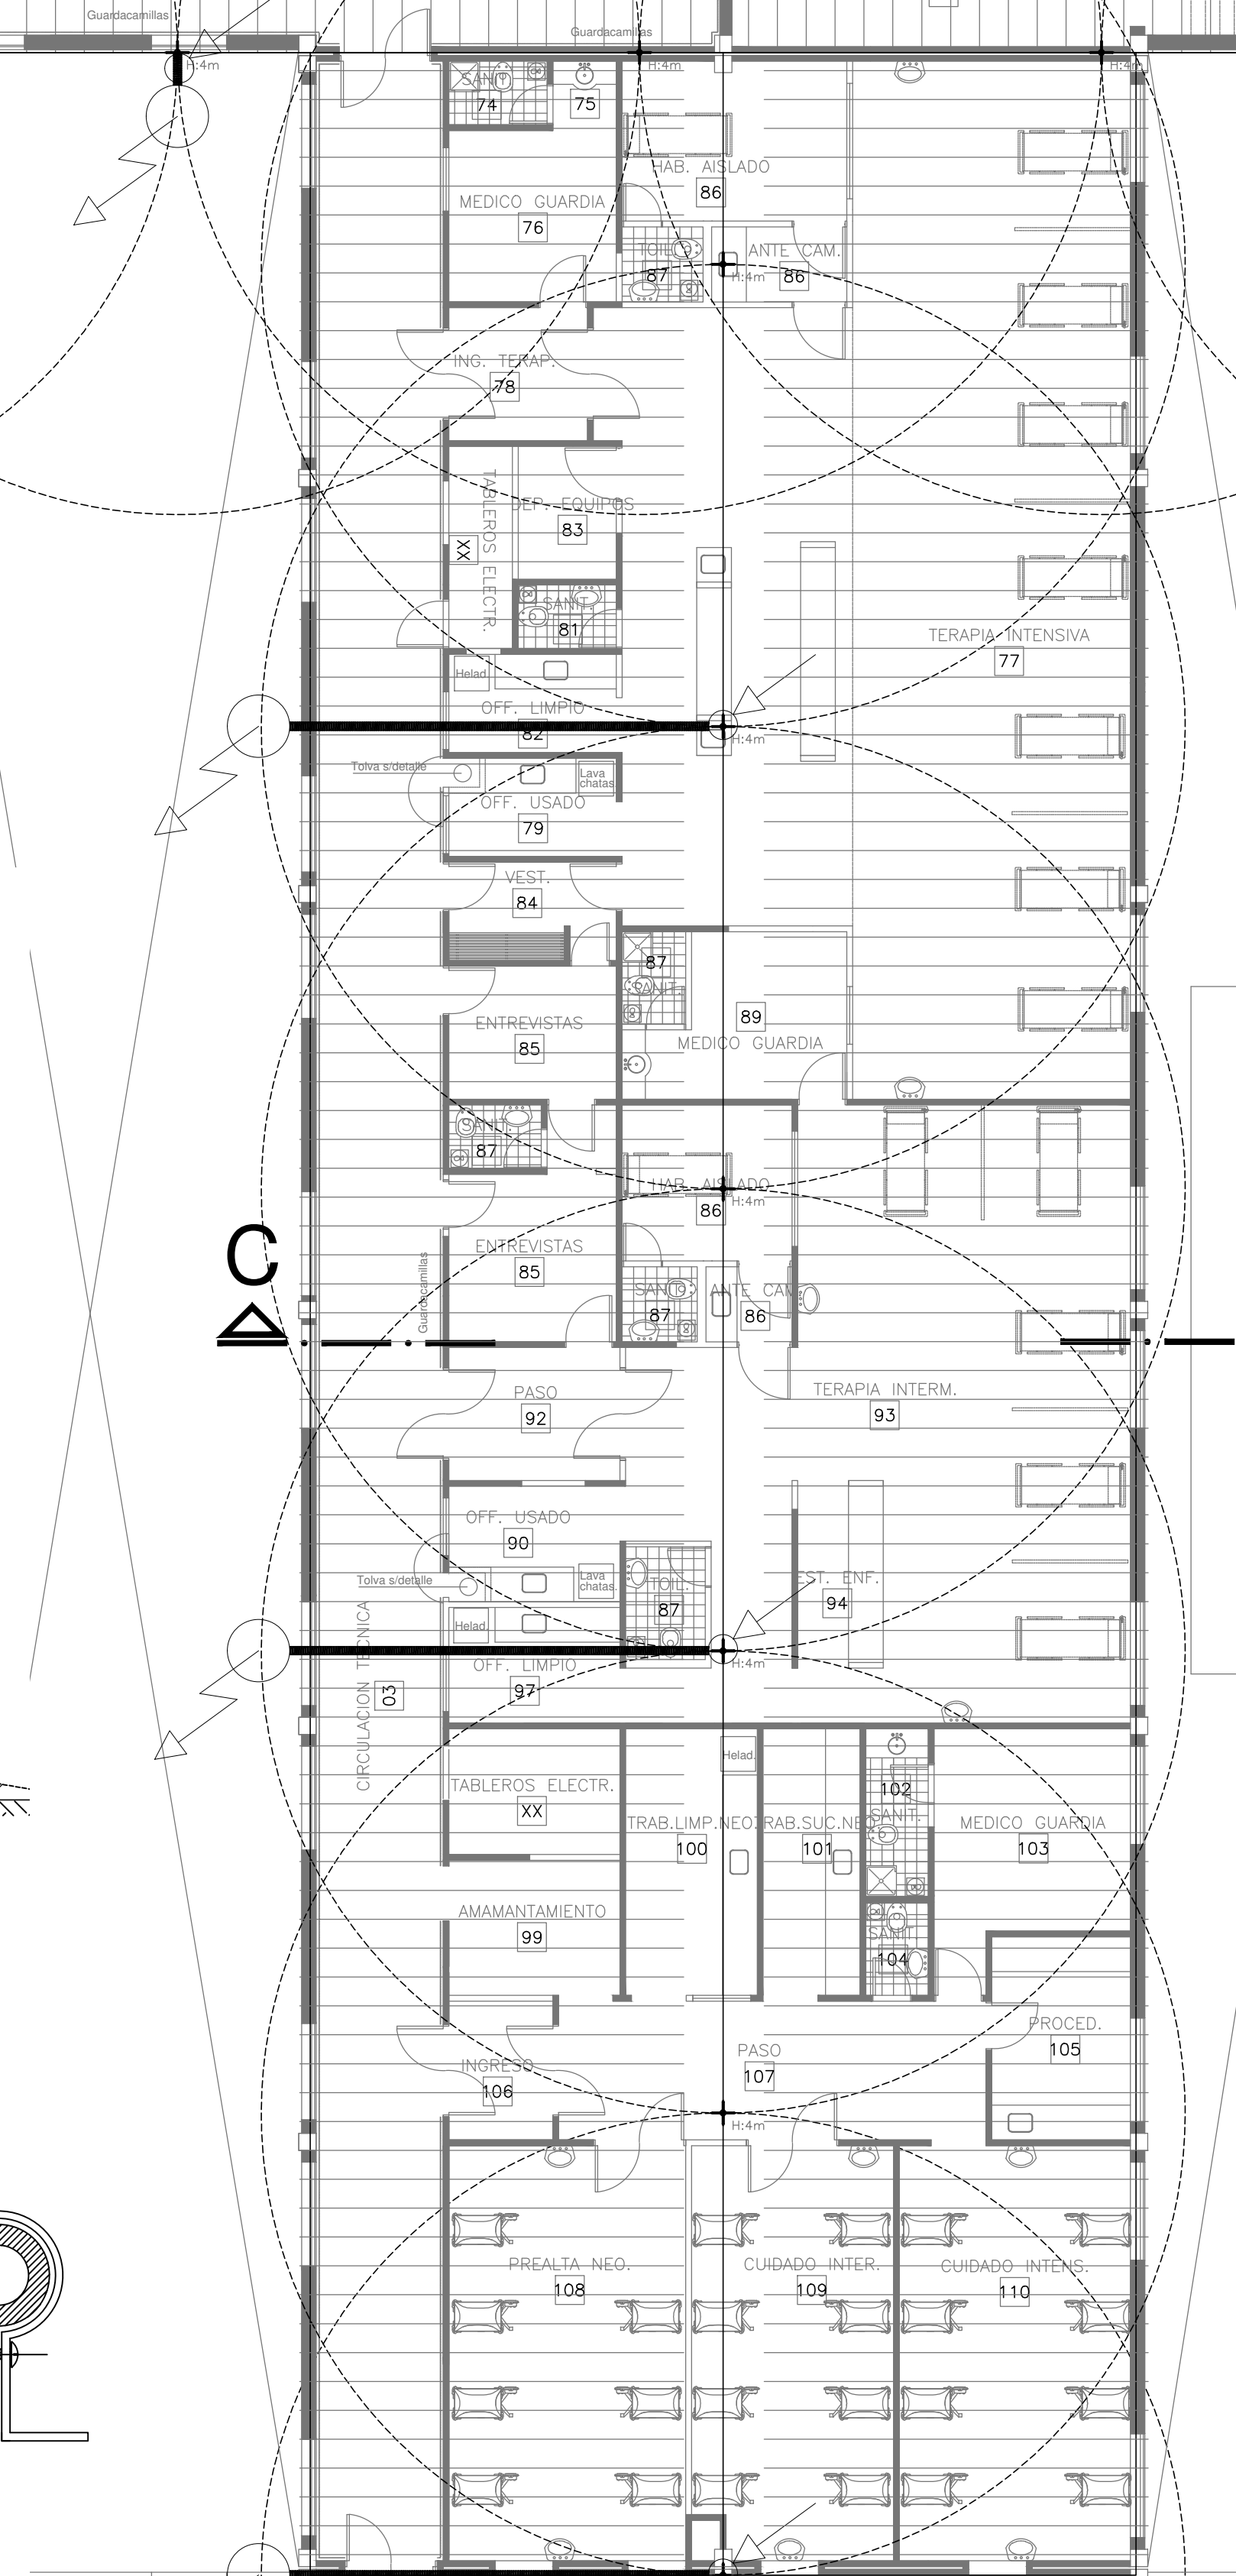 Guardacamillas
Guardacamillas
H:4m
H:4m
H:4m
SANIT.
74
75
HAB. AISLADO
86
MEDICO GUARDIA
76
TOIL.
87
ANTE CAM.
86
H:4m
ING. TERAP.
78
TABLEROS ELECTR.
XX
DEP. EQUIPOS
83
SANIT.
81
TERAPIA INTENSIVA
77
Helad.
OFF. LIMPIO
82
H:4m
Tolva s/detalle
Lava
chatas.
OFF. USADO
79
VEST.
84
87
SANIT.
89
MEDICO GUARDIA
ENTREVISTAS
85
SANIT.
87
HAB. AISLADO
86
H:4m
C
ENTREVISTAS
85
Guardacamillas
SANIT.
87
ANTE CAM.
86
PASO
92
TERAPIA INTERM.
93
OFF. USADO
90
Tolva s/detalle
Lava
chatas.
TOIL.
87
EST. ENF.
94
Helad.
OFF. LIMPIO
97
H:4m
CIRCULACION TECNICA
03
Helad.
TABLEROS ELECTR.
XX
TRAB.LIMP.NEO.
100
TRAB.SUC.NEO.
101
102
SANIT.
MEDICO GUARDIA
103
AMAMANTAMIENTO
99
SANIT.
104
PROCED.
105
PASO
107
INGRESO
106
H:4m
PREALTA NEO.
108
CUIDADO INTER.
109
CUIDADO INTENS.
110